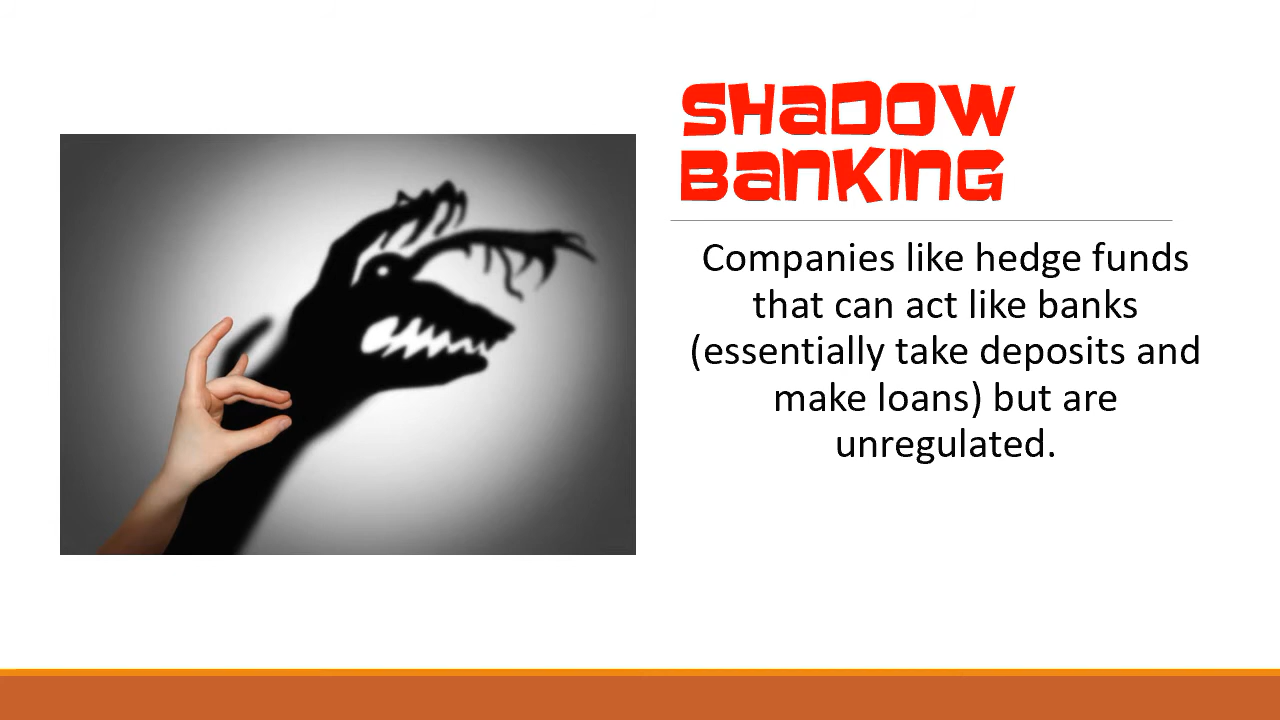 SHADOW
BANKING
Companies like hedge funds
that can act like banks
(essentially take deposits and
make loans) but are
unregulated.